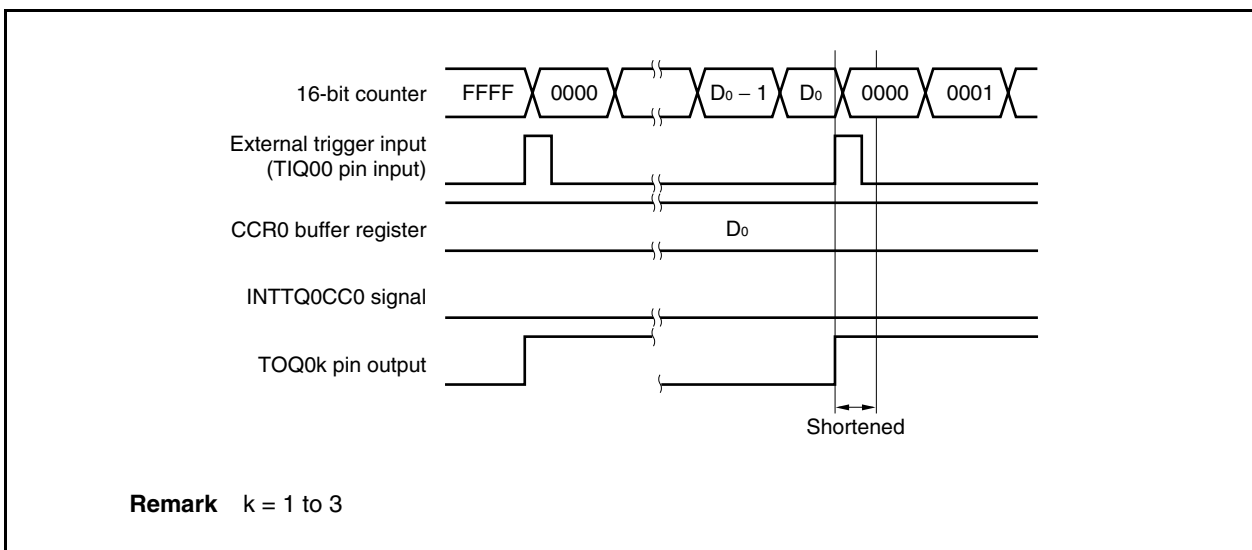 16-bit counter FFFF 0000 D₀ − 1 D₀ 0000 0001
External trigger input
(TIQ00 pin input)
CCR0 buffer register D₀
INTTQ0CC0 signal
TOQ0k pin output
Shortened
Remark k = 1 to 3